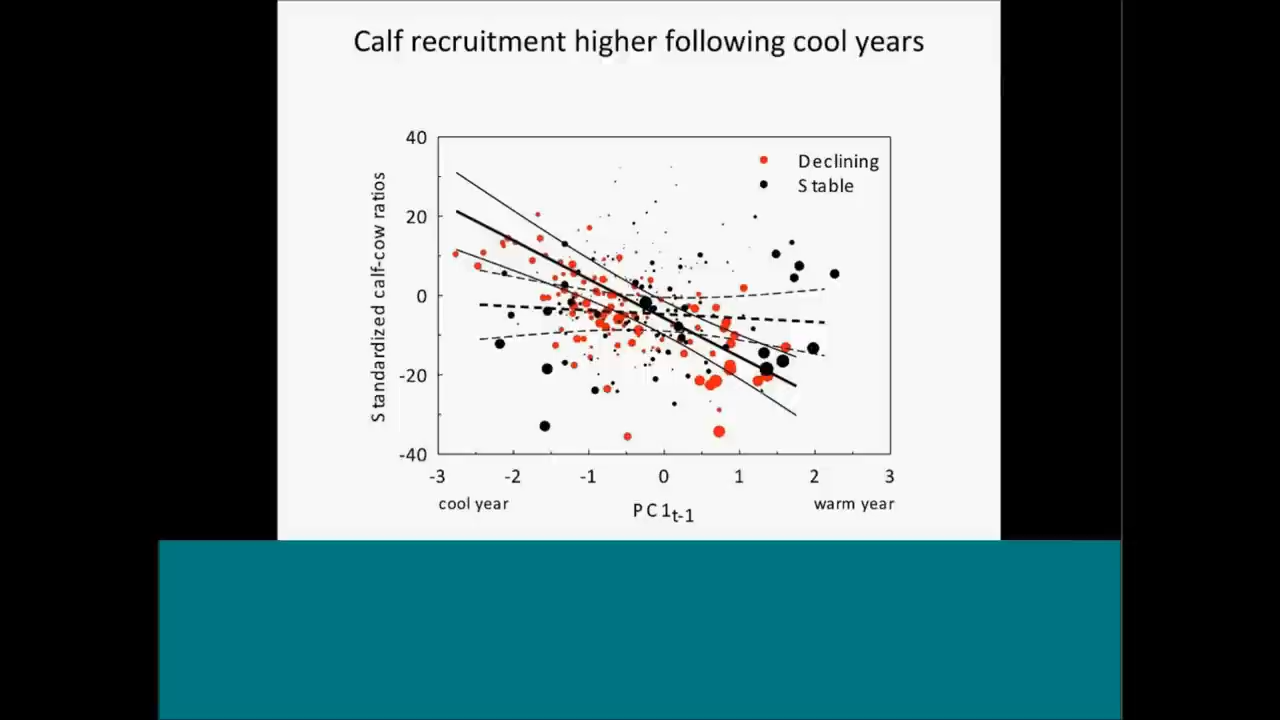 Calf recruitment higher following cool years
Declining
Stable
Standardized calf-cow ratios
40
20
0
-20
-40
-3 -2 -1 0 1 2 3
cool year PC1t-1 warm year